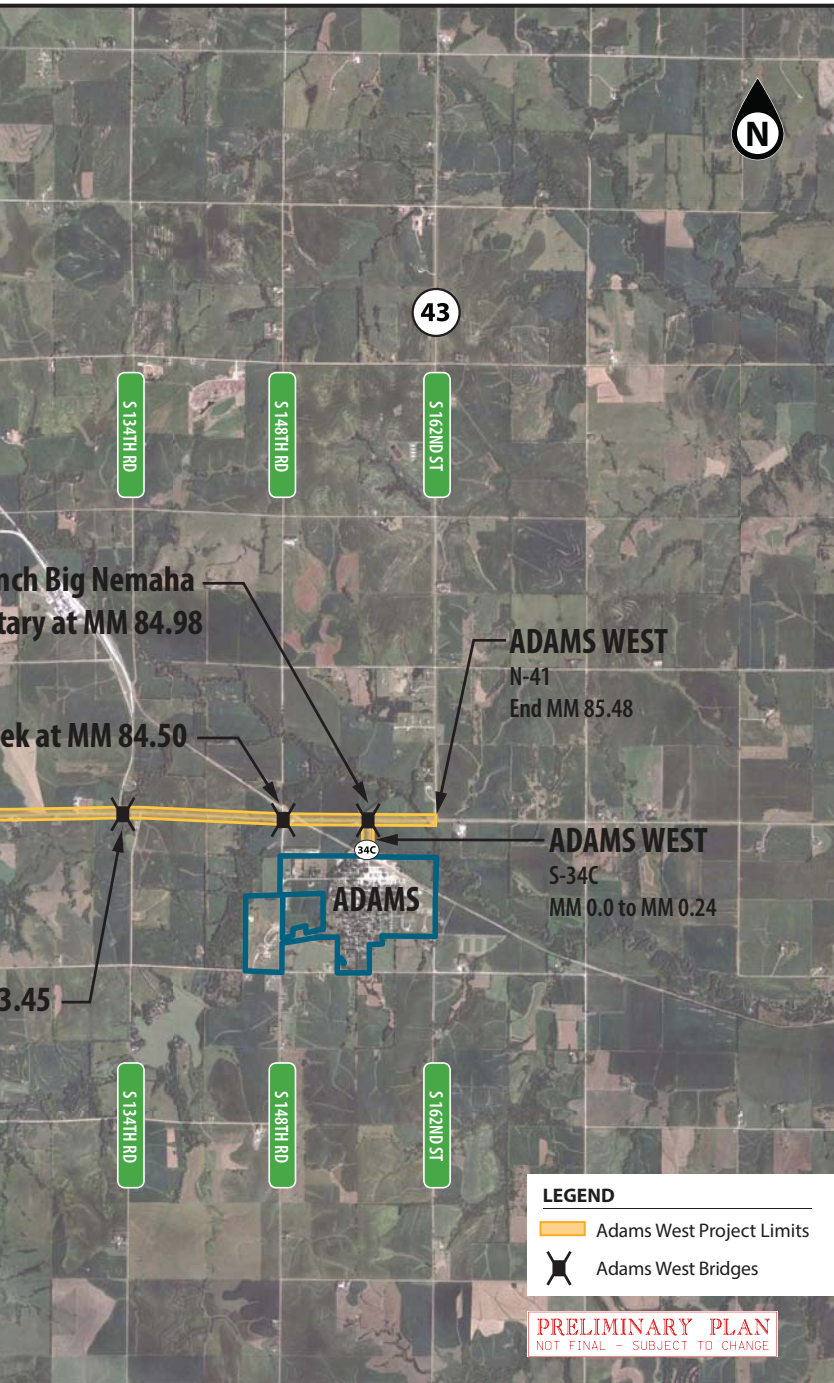 N
43
S 134TH RD
S 148TH RD
S 162ND ST
nch Big Nemaha
tary at MM 84.98
ADAMS WEST
N-41
End MM 85.48
ek at MM 84.50
34C
ADAMS WEST
S-34C
MM 0.0 to MM 0.24
ADAMS
3.45
S 134TH RD
S 148TH RD
S 162ND ST
LEGEND
Adams West Project Limits
Adams West Bridges
PRELIMINARY PLAN
NOT FINAL - SUBJECT TO CHANGE